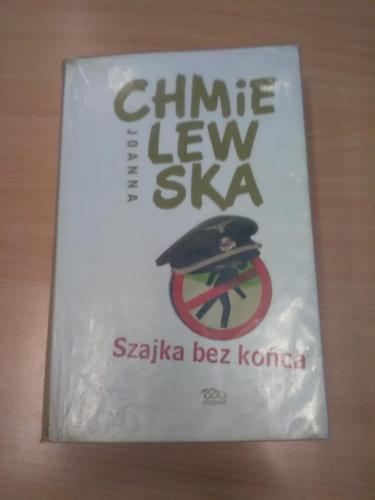 JOANNA
CHMiE
LEW
SKA
Szajka bez końca